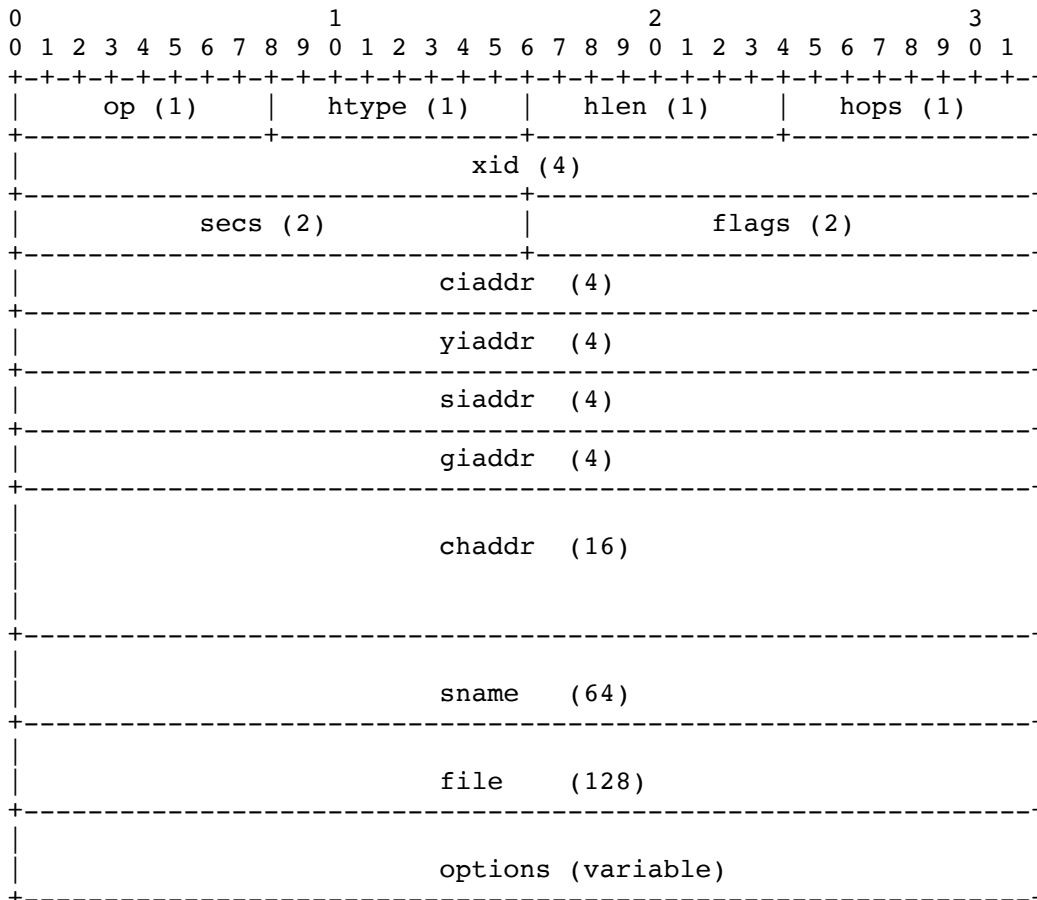 0 1 2 3
0 1 2 3 4 5 6 7 8 9 0 1 2 3 4 5 6 7 8 9 0 1 2 3 4 5 6 7 8 9 0 1
op (1) | htype (1) | hlen (1) | hops (1)
xid (4)
secs (2) | flags (2)
ciaddr (4)
yiaddr (4)
siaddr (4)
giaddr (4)
chaddr (16)
sname (64)
file (128)
options (variable)